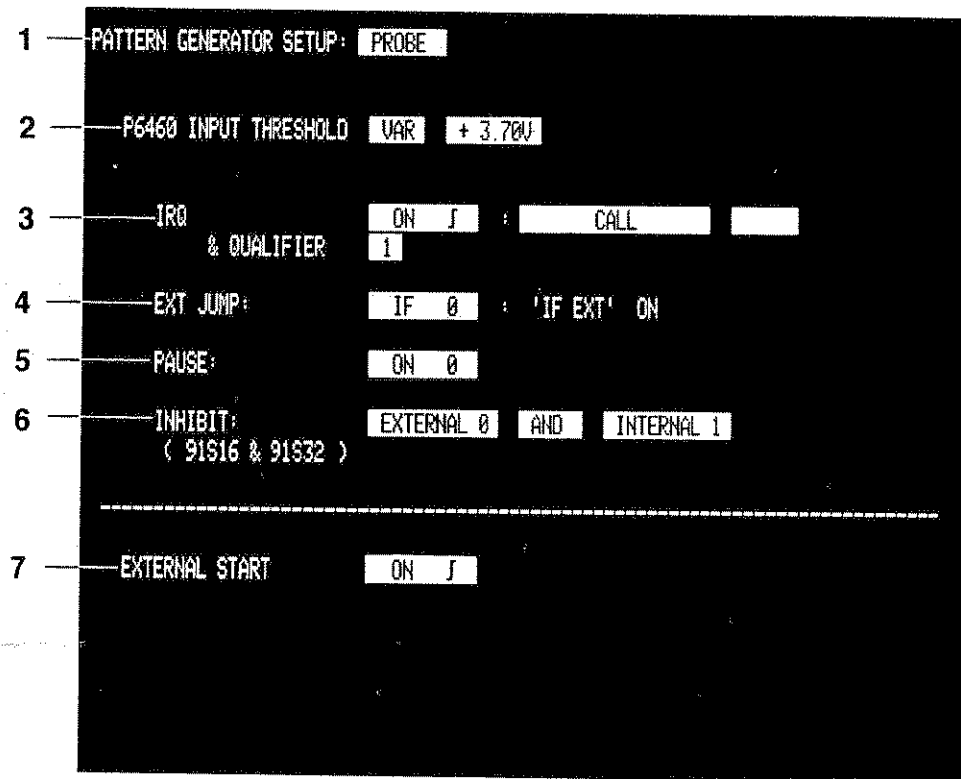 1 PATTERN GENERATOR SETUP: PROBE
2 P6460 INPUT THRESHOLD VAR + 3.70V
3 IRQ ON ∫ : CALL
& QUALIFIER 1
4 EXT JUMP: IF 0 : 'IF EXT' ON
5 PAUSE: ON 0
6 INHIBIT: EXTERNAL 0 AND INTERNAL 1
( 91S16 & 91S32 )
7 EXTERNAL START ON ∫